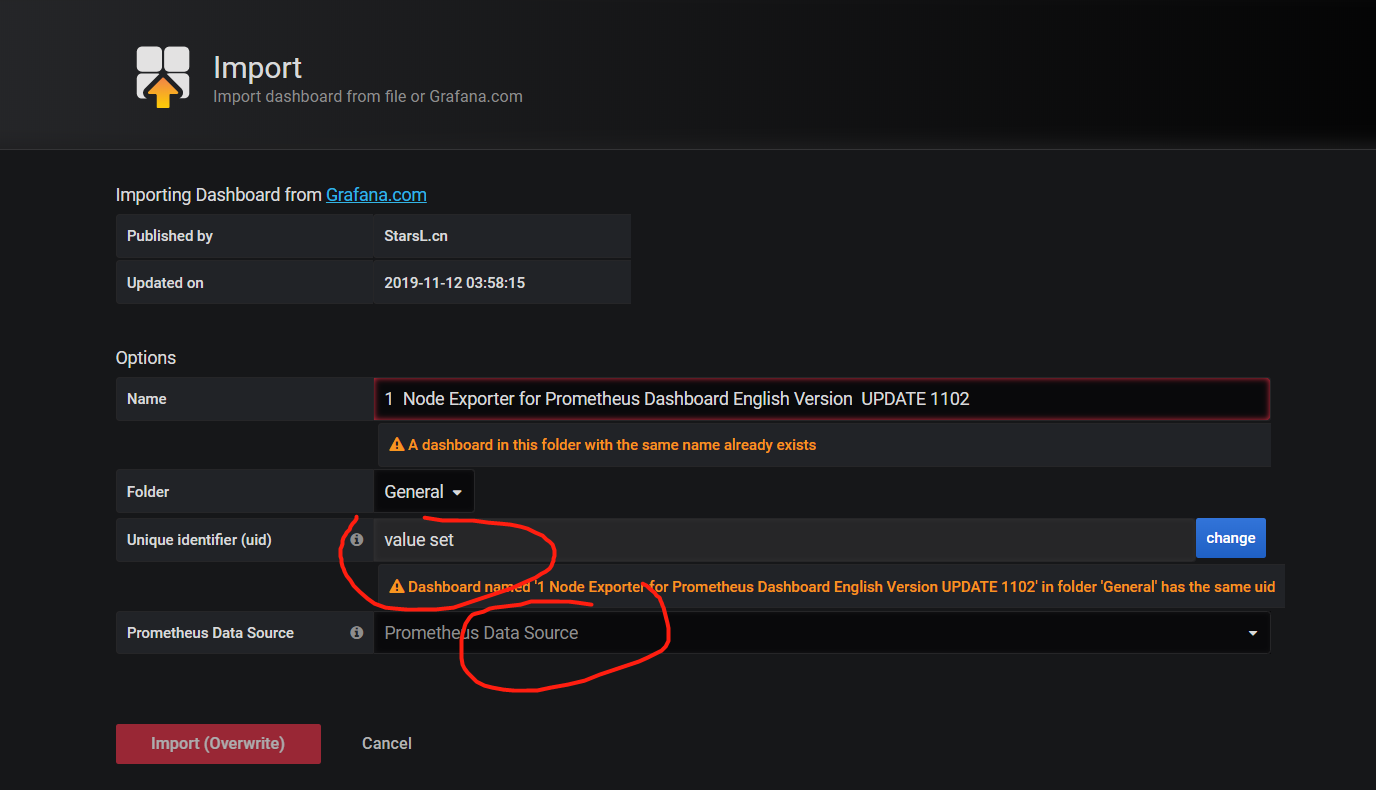 Import
Import dashboard from file or Grafana.com
Importing Dashboard from Grafana.com
Published by StarsL.cn
Updated on 2019-11-12 03:58:15
Options
Name 1 Node Exporter for Prometheus Dashboard English Version UPDATE 1102
A dashboard in this folder with the same name already exists
Folder General
Unique identifier (uid) value set change
Dashboard named '1 Node Exporter for Prometheus Dashboard English Version UPDATE 1102' in folder 'General' has the same uid
Prometheus Data Source Prometheus Data Source
Import (Overwrite) Cancel